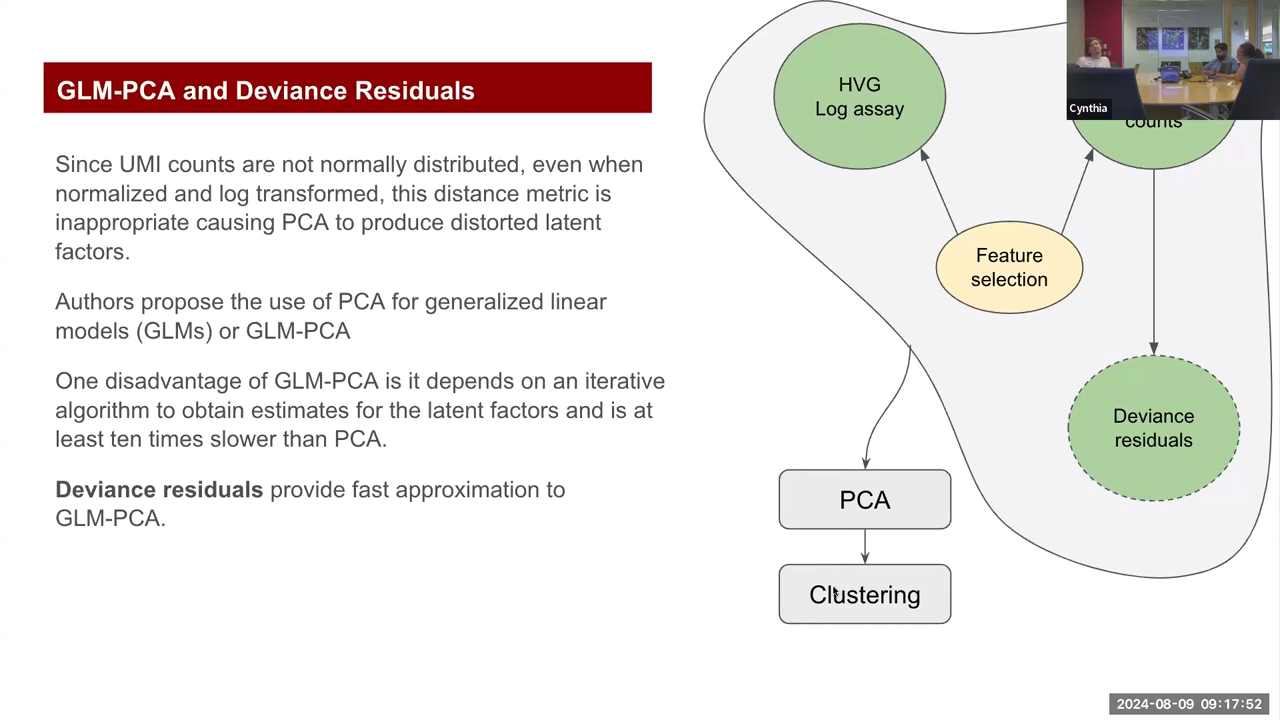 GLM-PCA and Deviance Residuals
Since UMI counts are not normally distributed, even when
normalized and log transformed, this distance metric is
inappropriate causing PCA to produce distorted latent
factors.
Authors propose the use of PCA for generalized linear
models (GLMs) or GLM-PCA
One disadvantage of GLM-PCA is it depends on an iterative
algorithm to obtain estimates for the latent factors and is at
least ten times slower than PCA.
Deviance residuals provide fast approximation to
GLM-PCA.
HVG
Log assay
counts
Feature
selection
Deviance
residuals
PCA
Clustering
Cynthia
2024-08-09 09:17:52